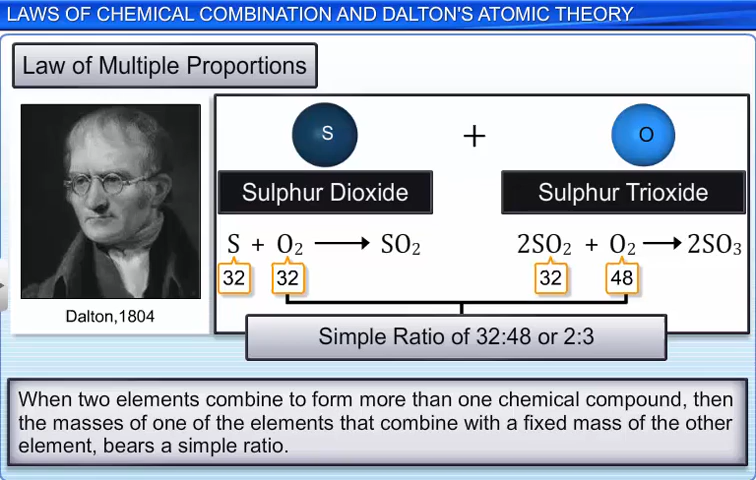 LAWS OF CHEMICAL COMBINATION AND DALTON'S ATOMIC THEORY
Law of Multiple Proportions
S + O
Sulphur Dioxide Sulphur Trioxide
S + O₂ ⟶ SO₂ 2SO₂ + O₂ ⟶ 2SO₃
32 32 32 48
Dalton,1804
Simple Ratio of 32:48 or 2:3
When two elements combine to form more than one chemical compound, then
the masses of one of the elements that combine with a fixed mass of the other
element, bears a simple ratio.